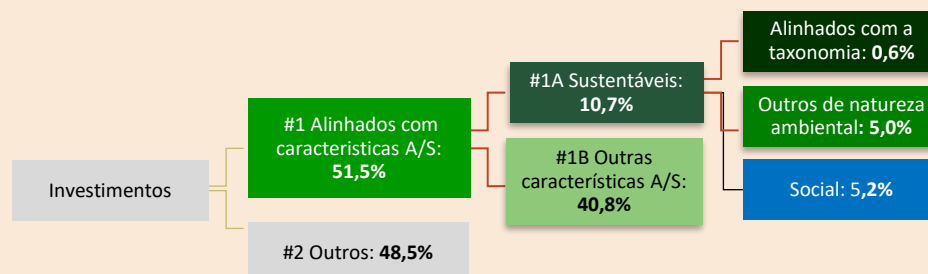 Investimentos
#1 Alinhados com
caracteristicas A/S:
51,5%
#2 Outros: 48,5%
#1A Sustentáveis:
10,7%
#1B Outras
características A/S:
40,8%
Alinhados com a
taxonomia: 0,6%
Outros de natureza
ambiental: 5,0%
Social: 5,2%